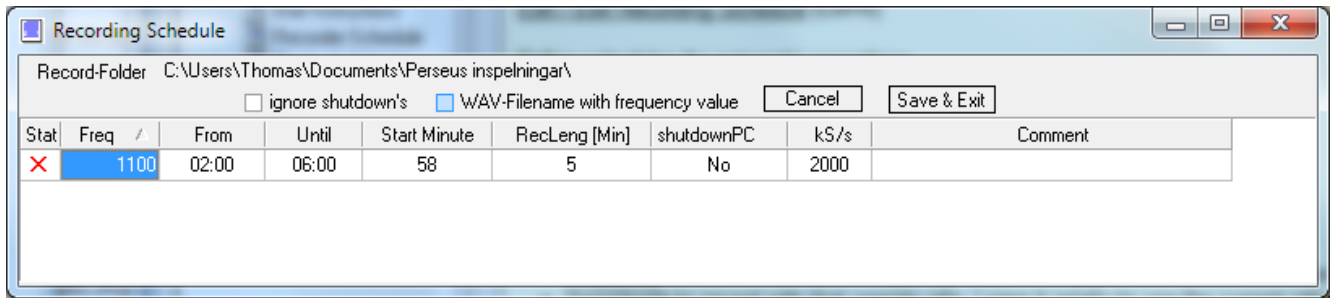 Recording Schedule
Record-Folder C:\Users\Thomas\Documents\Perseus inspelningar\
ignore shutdown's WAV-Filename with frequency value Cancel Save & Exit
Stat Freq From Until Start Minute RecLeng [Min] shutdownPC kS/s Comment
1100 02:00 06:00 58 5 No 2000